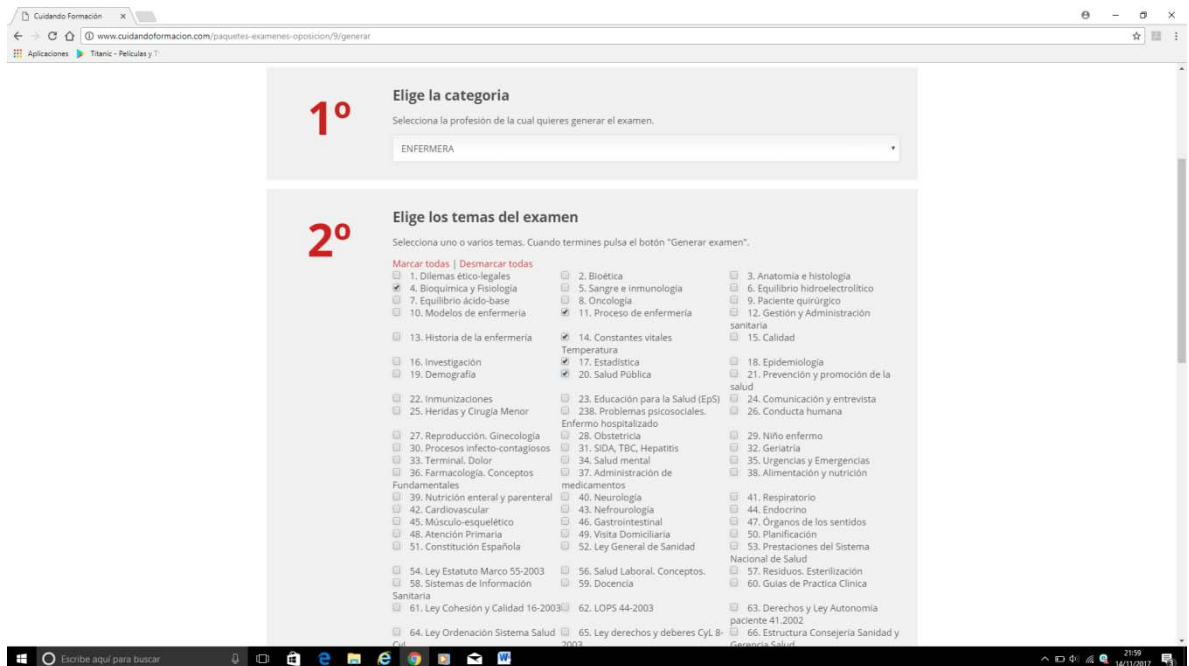 Cuidando Formación
www.cuidandoformacion.com/paquetes-examenes-oposicion/9/generar
Aplicaciones Titanic - Películas y T
1º
Elige la categoria
Selecciona la profesión de la cual quieres generar el examen.
ENFERMERA
2º
Elige los temas del examen
Selecciona uno o varios temas. Cuando termines pulsa el botón "Generar examen".
Marcar todas | Desmarcar todas
1. Dilemas ético-legales 2. Bioética 3. Anatomía e histología
4. Bioquímica y Fisiología 5. Sangre e inmunología 6. Equilibrio hidroelectrolítico
7. Equilibrio ácido-base 8. Oncología 9. Paciente quirúrgico
10. Modelos de enfermería 11. Proceso de enfermería 12. Gestión y Administración
sanitaria
13. Historia de la enfermería 14. Constantes vitales 15. Calidad
Temperatura
16. Investigación 17. Estadística 18. Epidemiología
19. Demografía 20. Salud Pública 21. Prevención y promoción de la
salud
22. Inmunizaciones 23. Educación para la Salud (EpS) 24. Comunicación y entrevista
25. Heridas y Cirugía Menor 238. Problemas psicosociales. 26. Conducta humana
Enfermo hospitalizado
27. Reproducción. Ginecología 28. Obstetricia 29. Niño enfermo
30. Procesos infecto-contagiosos 31. SIDA, TBC, Hepatitis 32. Geriatría
33. Terminal. Dolor 34. Salud mental 35. Urgencias y Emergencias
36. Farmacología. Conceptos 37. Administración de 38. Alimentación y nutrición
Fundamentales medicamentos
39. Nutrición enteral y parenteral 40. Neurología 41. Respiratorio
42. Cardiovascular 43. Nefrourología 44. Endocrino
45. Músculo-esquelético 46. Gastrointestinal 47. Órganos de los sentidos
48. Atención Primaria 49. Visita Domiciliaria 50. Planificación
51. Constitución Española 52. Ley General de Sanidad 53. Prestaciones del Sistema
Nacional de Salud
54. Ley Estatuto Marco 55-2003 56. Salud Laboral. Conceptos. 57. Residuos. Esterilización
58. Sistemas de Información 59. Docencia 60. Guias de Practica Clinica
Sanitaria
61. Ley Cohesión y Calidad 16-2003 62. LOPS 44-2003 63. Derechos y Ley Autonomía
paciente 41.2002
64. Ley Ordenación Sistema Salud 65. Ley derechos y deberes CyL 8- 66. Estructura Consejería Sanidad y
CyL 2003 Gerencia Salud
Escribe aquí para buscar
21:59
14/11/2017